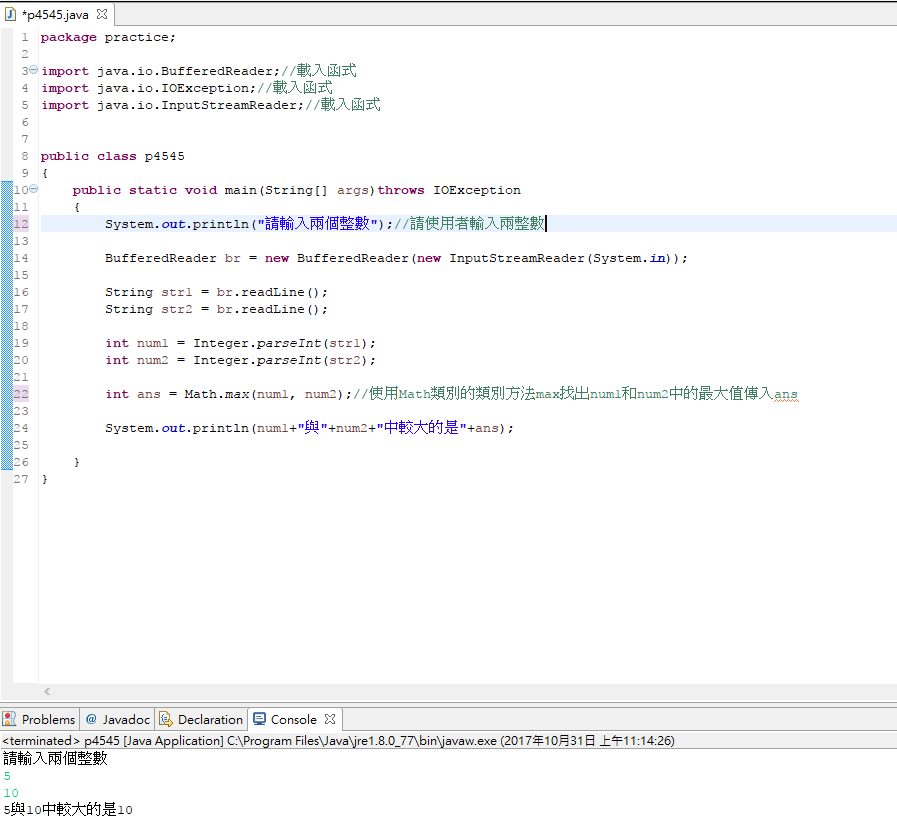 *p4545.java
1 package practice;
2
3 import java.io.BufferedReader;//載入函式
4 import java.io.IOException;//載入函式
5 import java.io.InputStreamReader;//載入函式
6
7
8 public class p4545
9 {
10 public static void main(String[] args)throws IOException
11 {
12 System.out.println("請輸入兩個整數");//請使用者輸入兩整數
13
14 BufferedReader br = new BufferedReader(new InputStreamReader(System.in));
15
16 String str1 = br.readLine();
17 String str2 = br.readLine();
18
19 int num1 = Integer.parseInt(str1);
20 int num2 = Integer.parseInt(str2);
21
22 int ans = Math.max(num1, num2);//使用Math類別的類別方法max找出num1和num2中的最大值傳入ans
23
24 System.out.println(num1+"與"+num2+"中較大的是"+ans);
25
26 }
27 }
Problems @ Javadoc Declaration Console
<terminated> p4545 [Java Application] C:\Program Files\Java\jre1.8.0_77\bin\javaw.exe (2017年10月31日 上午11:14:26)
請輸入兩個整數
5
10
5與10中較大的是10